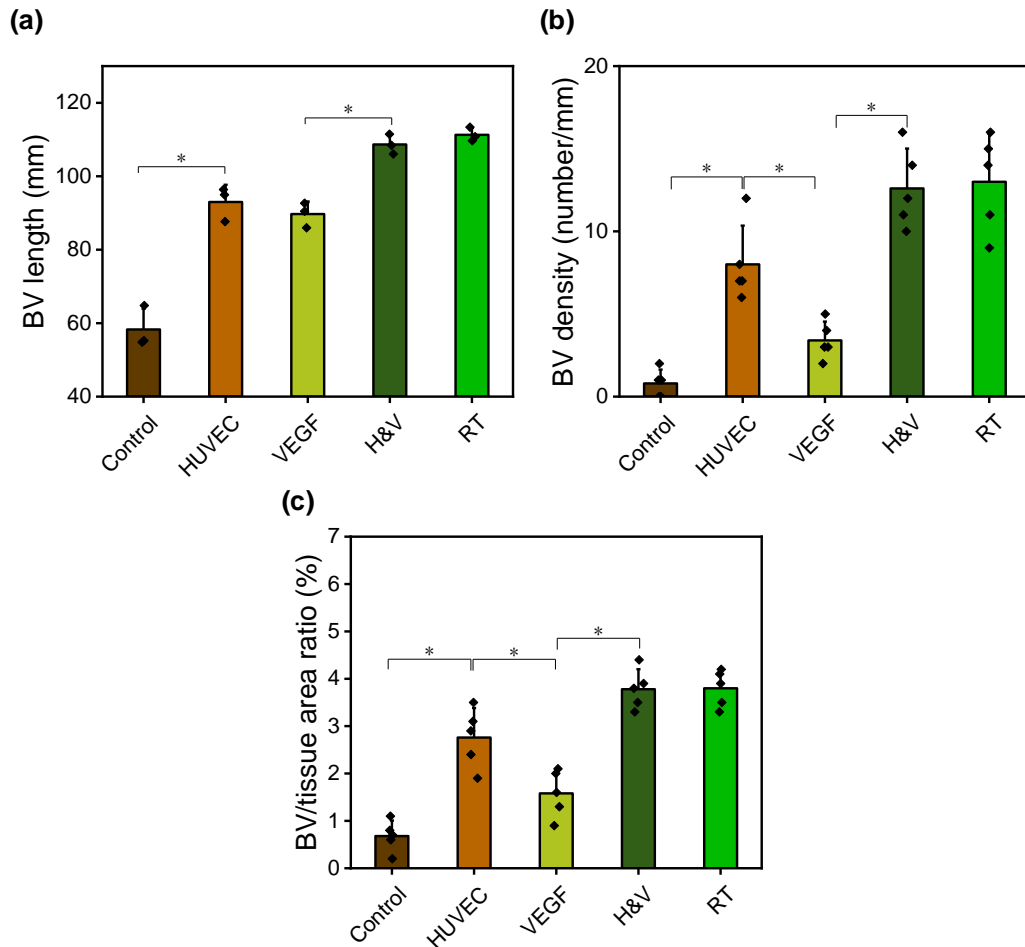 (a)
BV length (mm)
120
100
80
60
40
*
*
Control
HUVEC
VEGF
H&V
RT
(b)
BV density (number/mm)
20
10
0
*
*
*
Control
HUVEC
VEGF
H&V
RT
(c)
BV/tissue area ratio (%)
7
6
5
4
3
2
1
0
*
*
*
Control
HUVEC
VEGF
H&V
RT